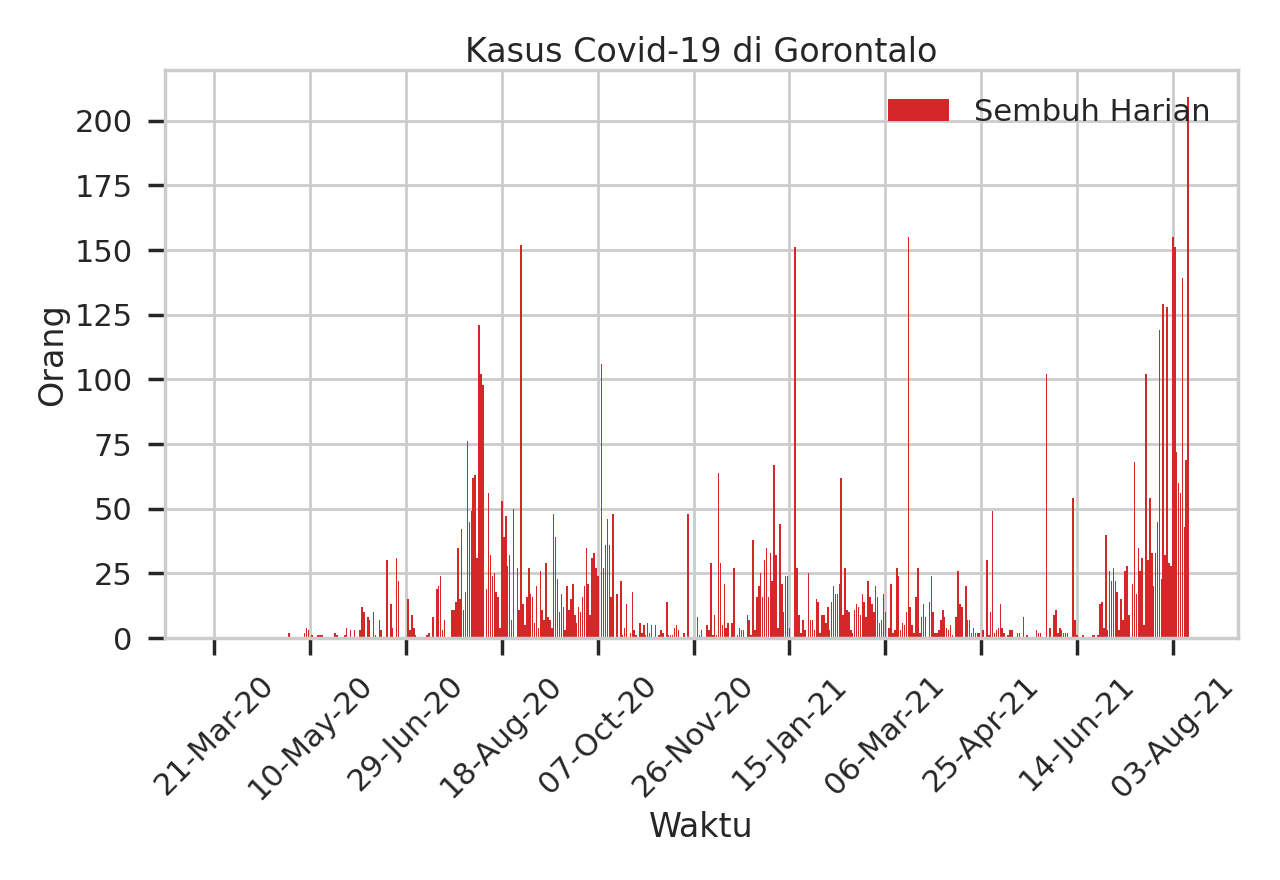 Kasus Covid-19 di Gorontalo
Sembuh Harian
Orang
200
175
150
125
100
75
50
25
0
21-Mar-20
10-May-20
29-Jun-20
18-Aug-20
07-Oct-20
26-Nov-20
15-Jan-21
06-Mar-21
25-Apr-21
14-Jun-21
03-Aug-21
Waktu